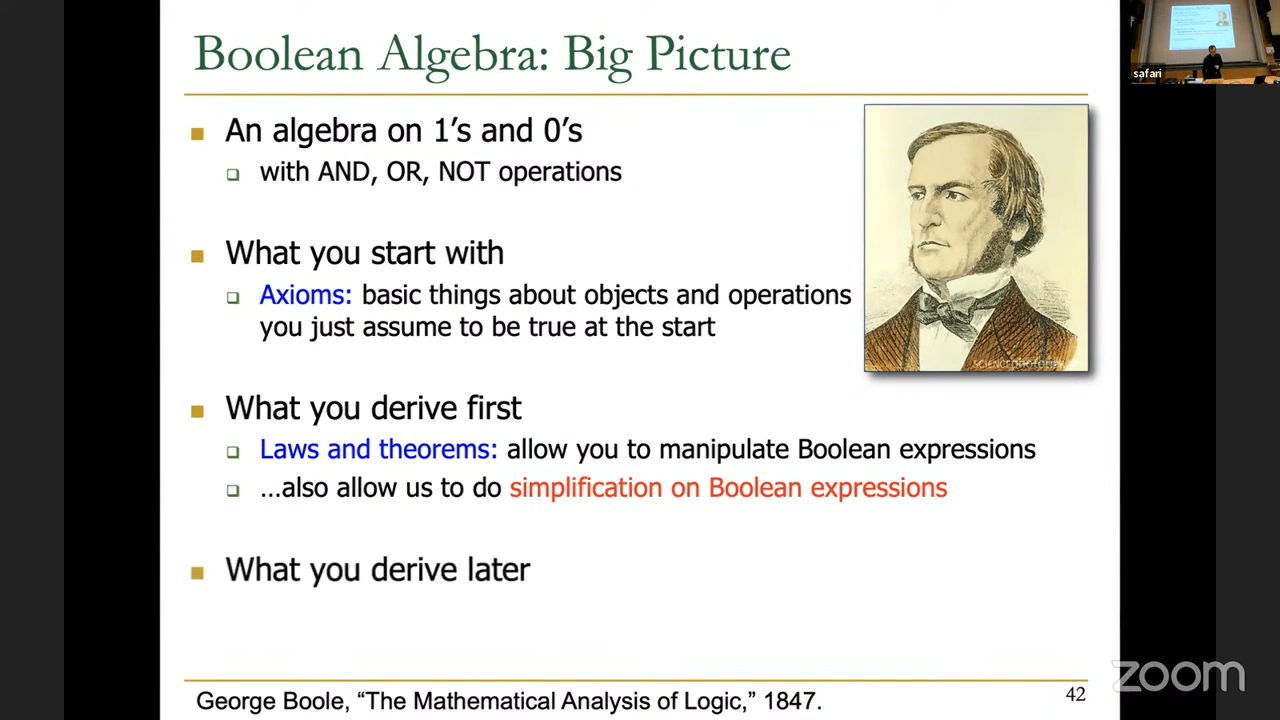 Boolean Algebra: Big Picture
safari
An algebra on 1's and 0's
with AND, OR, NOT operations
What you start with
Axioms: basic things about objects and operations
you just assume to be true at the start
What you derive first
Laws and theorems: allow you to manipulate Boolean expressions
…also allow us to do simplification on Boolean expressions
What you derive later
George Boole, “The Mathematical Analysis of Logic,” 1847.
42
zoom